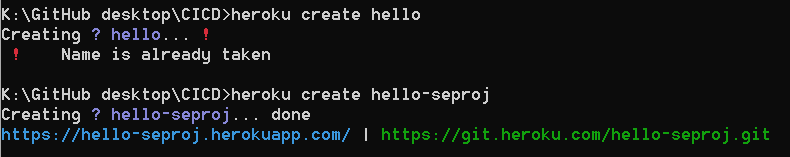 K:\GitHub desktop\CICD>heroku create hello
Creating ? hello... !
 !    Name is already taken
K:\GitHub desktop\CICD>heroku create hello-seproj
Creating ? hello-seproj... done
https://hello-seproj.herokuapp.com/ | https://git.heroku.com/hello-seproj.git